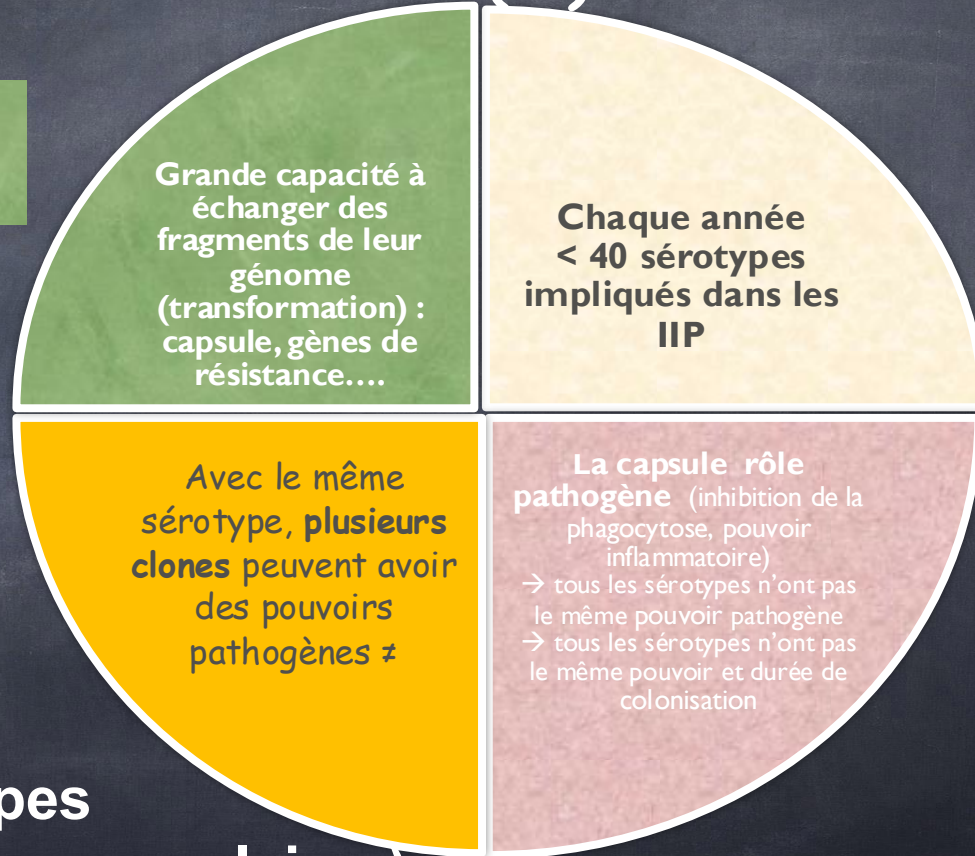 Grande capacité à
échanger des
fragments de leur
génome
(transformation) :
capsule, gènes de
résistance....
Chaque année
< 40 sérotypes
impliqués dans les
IIP
Avec le même
sérotype, plusieurs
clones peuvent avoir
des pouvoirs
pathogènes ≠
La capsule rôle
pathogène (inhibition de la
phagocytose, pouvoir
inflammatoire)
→ tous les sérotypes n'ont pas
le même pouvoir pathogène
→ tous les sérotypes n'ont pas
le même pouvoir et durée de
colonisation
pes